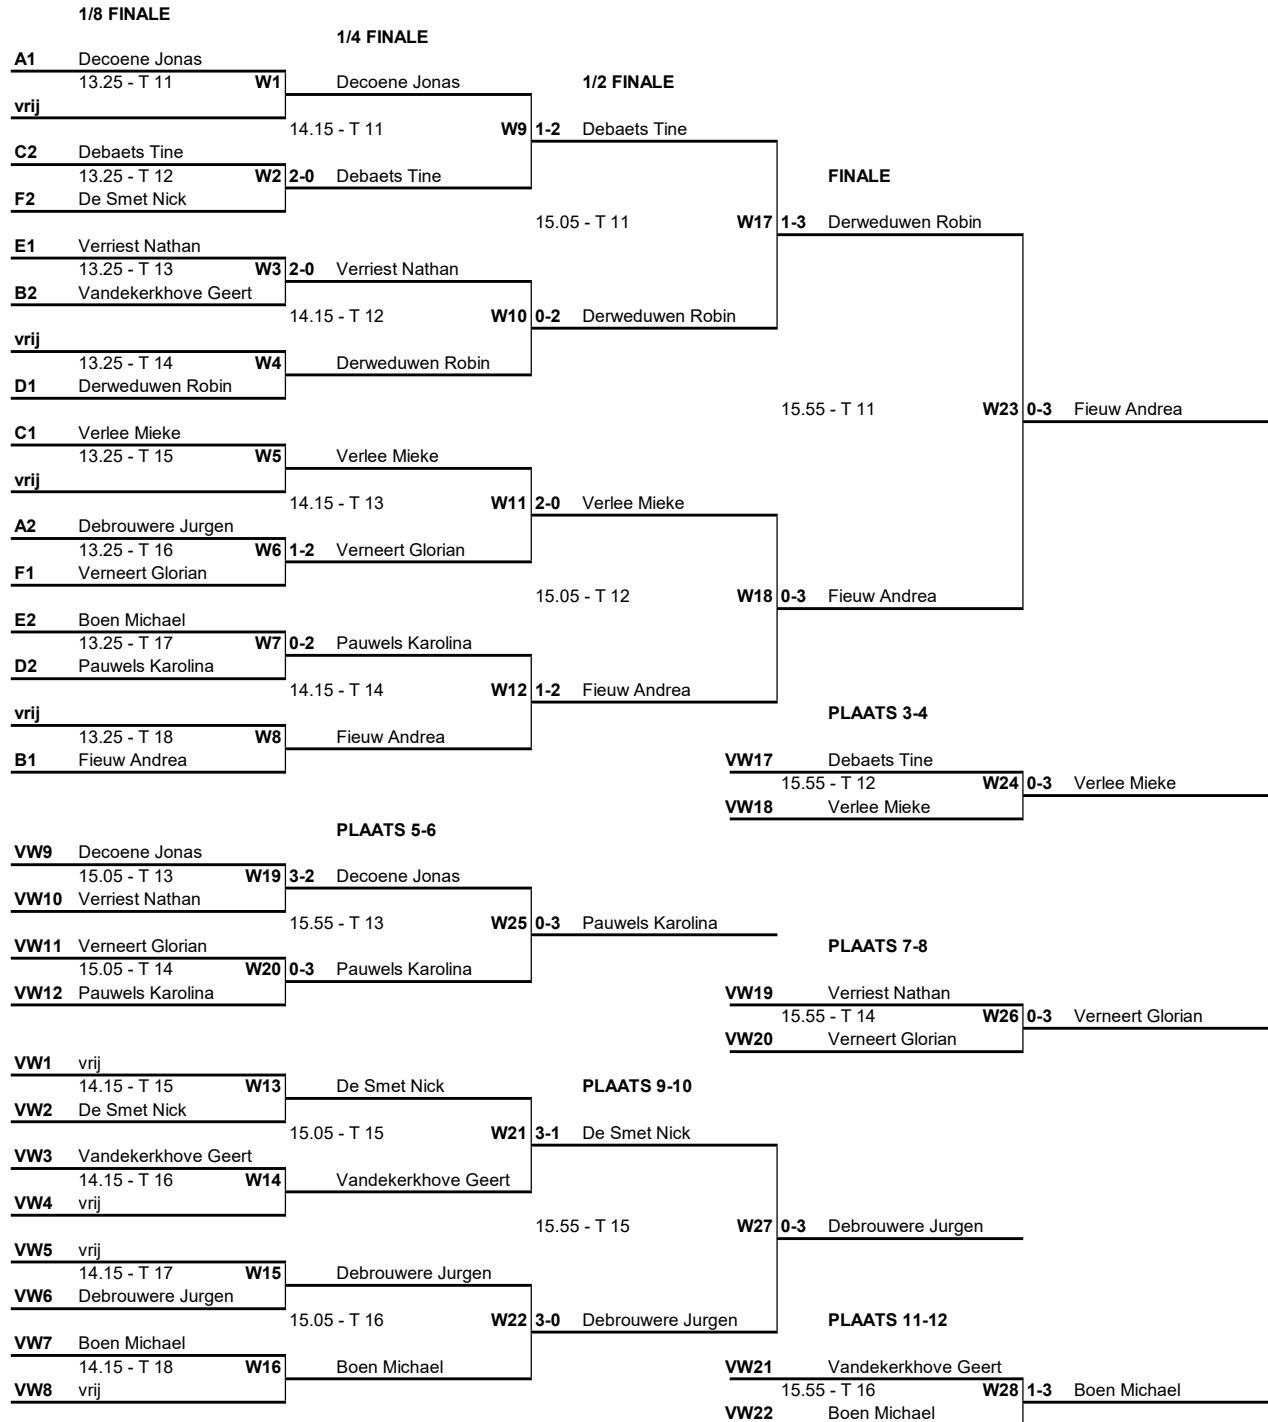 1/8 FINALE
1/4 FINALE
A1 Decoene Jonas
13.25 - T 11 W1 Decoene Jonas 1/2 FINALE
vrij
14.15 - T 11 W9 1-2 Debaets Tine
C2 Debaets Tine
13.25 - T 12 W2 2-0 Debaets Tine FINALE
F2 De Smet Nick
15.05 - T 11 W17 1-3 Derweduwen Robin
E1 Verriest Nathan
13.25 - T 13 W3 2-0 Verriest Nathan
B2 Vandekerkhove Geert
14.15 - T 12 W10 0-2 Derweduwen Robin
vrij
13.25 - T 14 W4 Derweduwen Robin
D1 Derweduwen Robin
15.55 - T 11 W23 0-3 Fieuw Andrea
C1 Verlee Mieke
13.25 - T 15 W5 Verlee Mieke
vrij
14.15 - T 13 W11 2-0 Verlee Mieke
A2 Debrouwere Jurgen
13.25 - T 16 W6 1-2 Verneert Glorian
F1 Verneert Glorian
15.05 - T 12 W18 0-3 Fieuw Andrea
E2 Boen Michael
13.25 - T 17 W7 0-2 Pauwels Karolina
D2 Pauwels Karolina
14.15 - T 14 W12 1-2 Fieuw Andrea
vrij PLAATS 3-4
13.25 - T 18 W8 Fieuw Andrea
B1 Fieuw Andrea VW17 Debaets Tine
15.55 - T 12 W24 0-3 Verlee Mieke
VW18 Verlee Mieke
PLAATS 5-6
VW9 Decoene Jonas
15.05 - T 13 W19 3-2 Decoene Jonas
VW10 Verriest Nathan
15.55 - T 13 W25 0-3 Pauwels Karolina
VW11 Verneert Glorian PLAATS 7-8
15.05 - T 14 W20 0-3 Pauwels Karolina
VW12 Pauwels Karolina VW19 Verriest Nathan
15.55 - T 14 W26 0-3 Verneert Glorian
VW20 Verneert Glorian
VW1 vrij
14.15 - T 15 W13 De Smet Nick PLAATS 9-10
VW2 De Smet Nick
15.05 - T 15 W21 3-1 De Smet Nick
VW3 Vandekerkhove Geert
14.15 - T 16 W14 Vandekerkhove Geert
VW4 vrij
15.55 - T 15 W27 0-3 Debrouwere Jurgen
VW5 vrij
14.15 - T 17 W15 Debrouwere Jurgen
VW6 Debrouwere Jurgen
15.05 - T 16 W22 3-0 Debrouwere Jurgen PLAATS 11-12
VW7 Boen Michael
14.15 - T 18 W16 Boen Michael VW21 Vandekerkhove Geert
VW8 vrij 15.55 - T 16 W28 1-3 Boen Michael
VW22 Boen Michael